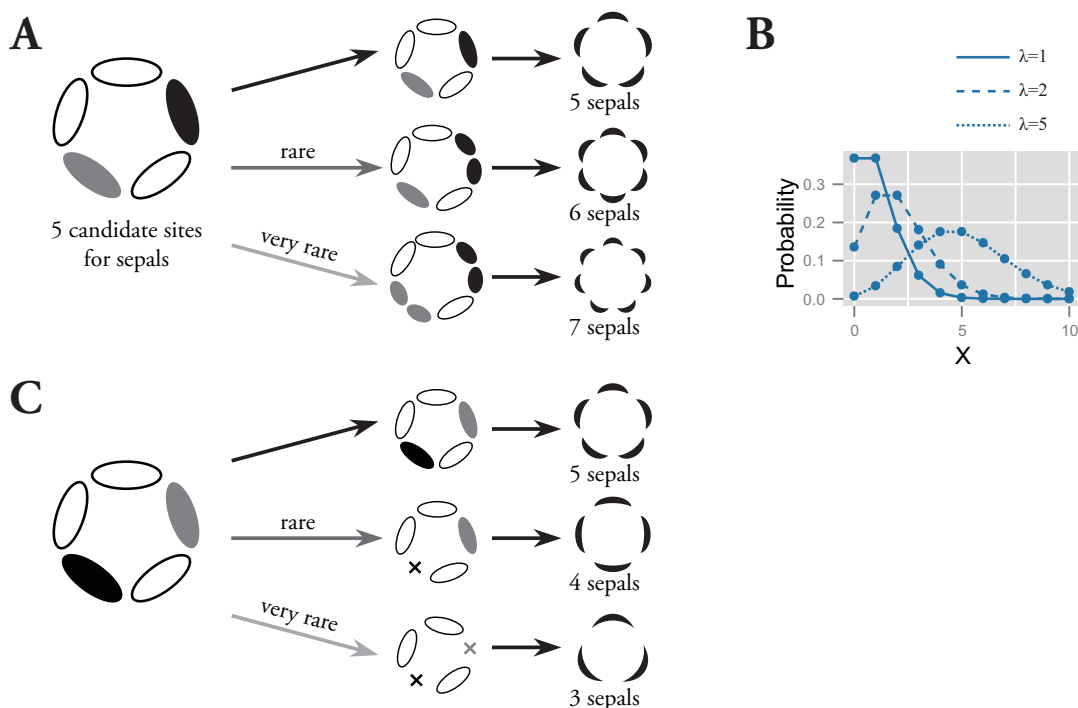 A
5 candidate sites
for sepals
rare
very rare
5 sepals
6 sepals
7 sepals
B
λ=1
λ=2
λ=5
Probability
0.3
0.2
0.1
0.0
0
5
10
X
C
rare
very rare
5 sepals
4 sepals
3 sepals